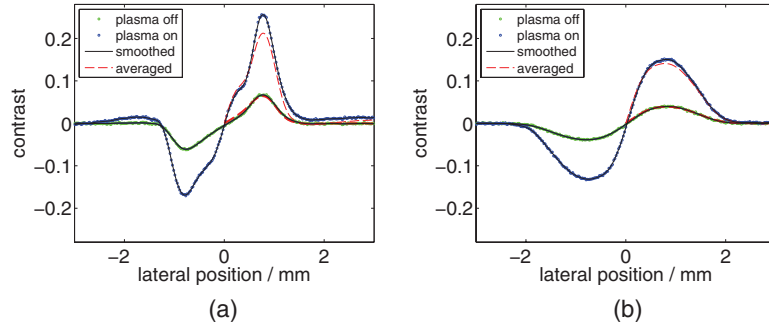 plasma off
plasma on
smoothed
averaged
0.2
0.1
0
−0.1
−0.2
contrast
−2
0
2
lateral position / mm
(a)
plasma off
plasma on
smoothed
averaged
0.2
0.1
0
−0.1
−0.2
contrast
−2
0
2
lateral position / mm
(b)